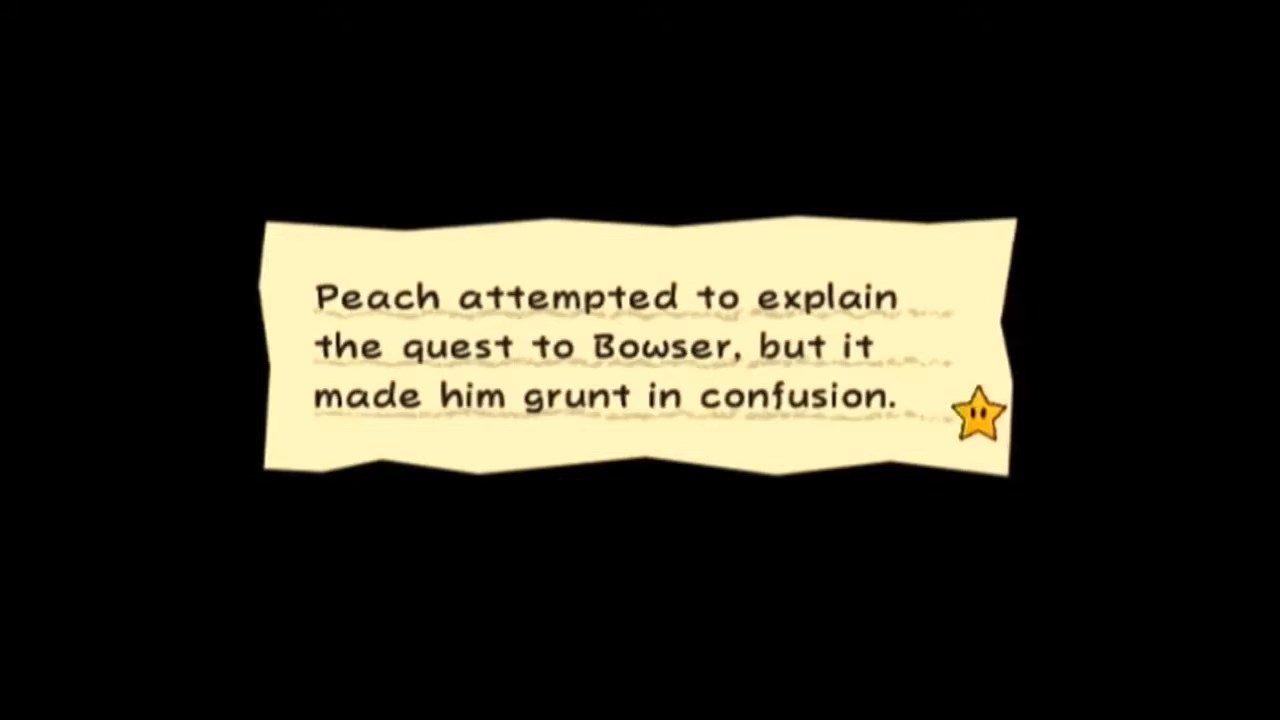 Peach attempted to explain
the quest to Bowser, but it
made him grunt in confusion.